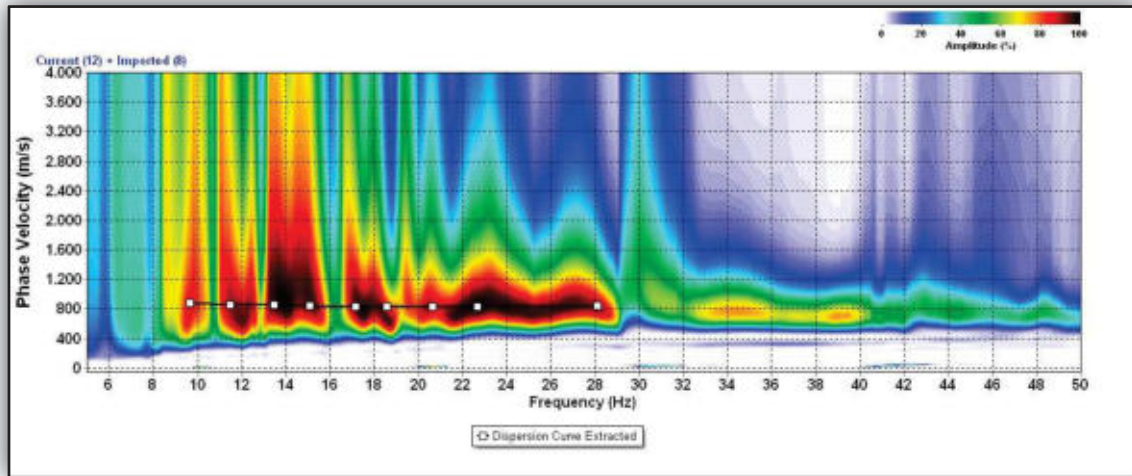 0 20 40 60 80 100
Amplitude (%)
Current (12) + Imported (8)
4.000
3.600
3.200
2.800
2.400
2.000
1.600
1.200
800
400
0
Phase Velocity (m/s)
6 8 10 12 14 16 18 20 22 24 26 28 30 32 34 36 38 40 42 44 46 48 50
Frequency (Hz)
Dispersion Curve Extracted